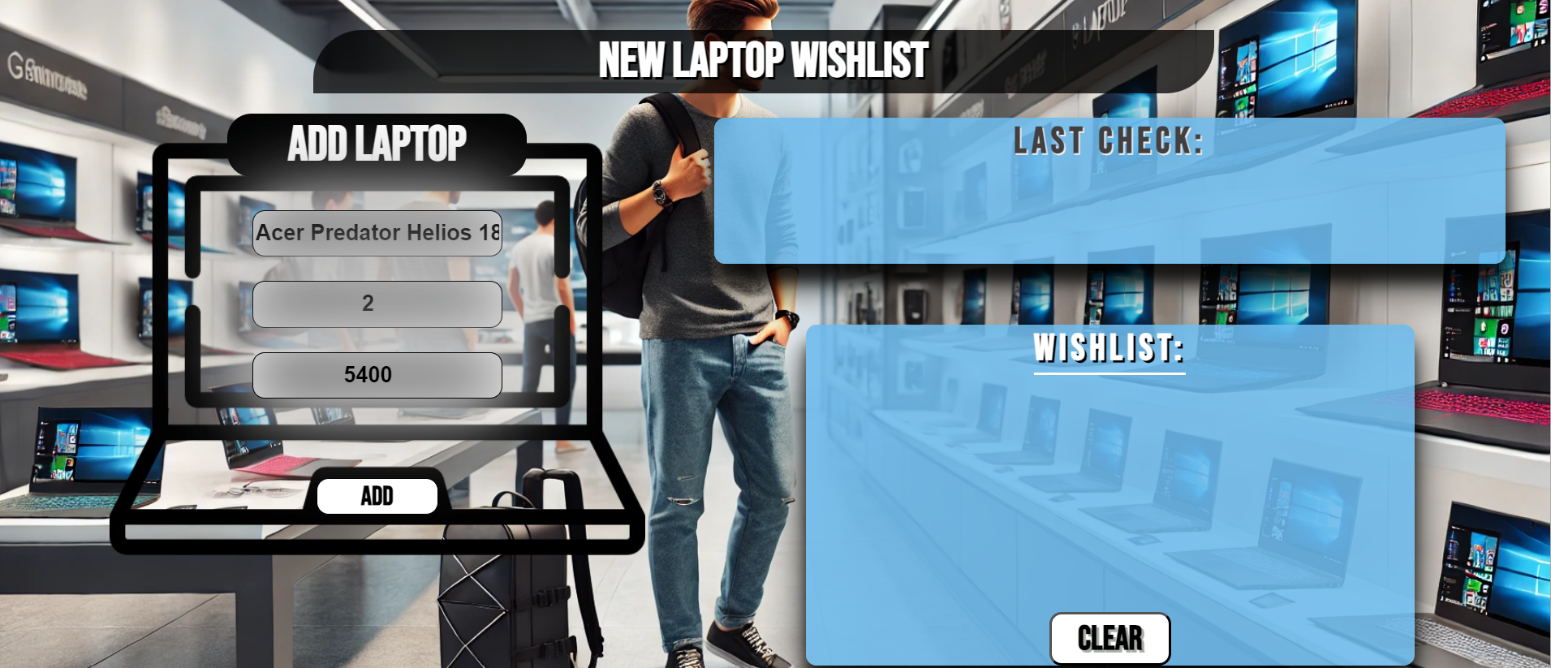 NEW LAPTOP WISHLIST
ADD LAPTOP
Acer Predator Helios 18
2
5400
ADD
LAST CHECK:
WISHLIST:
CLEAR